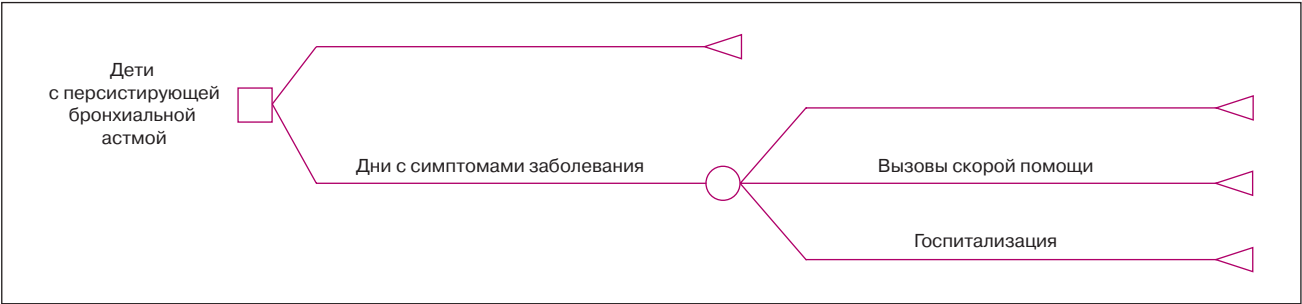 Дети
с персистирующей
бронхиальной
астмой
Дни с симптомами заболевания
Вызовы скорой помощи
Госпитализация